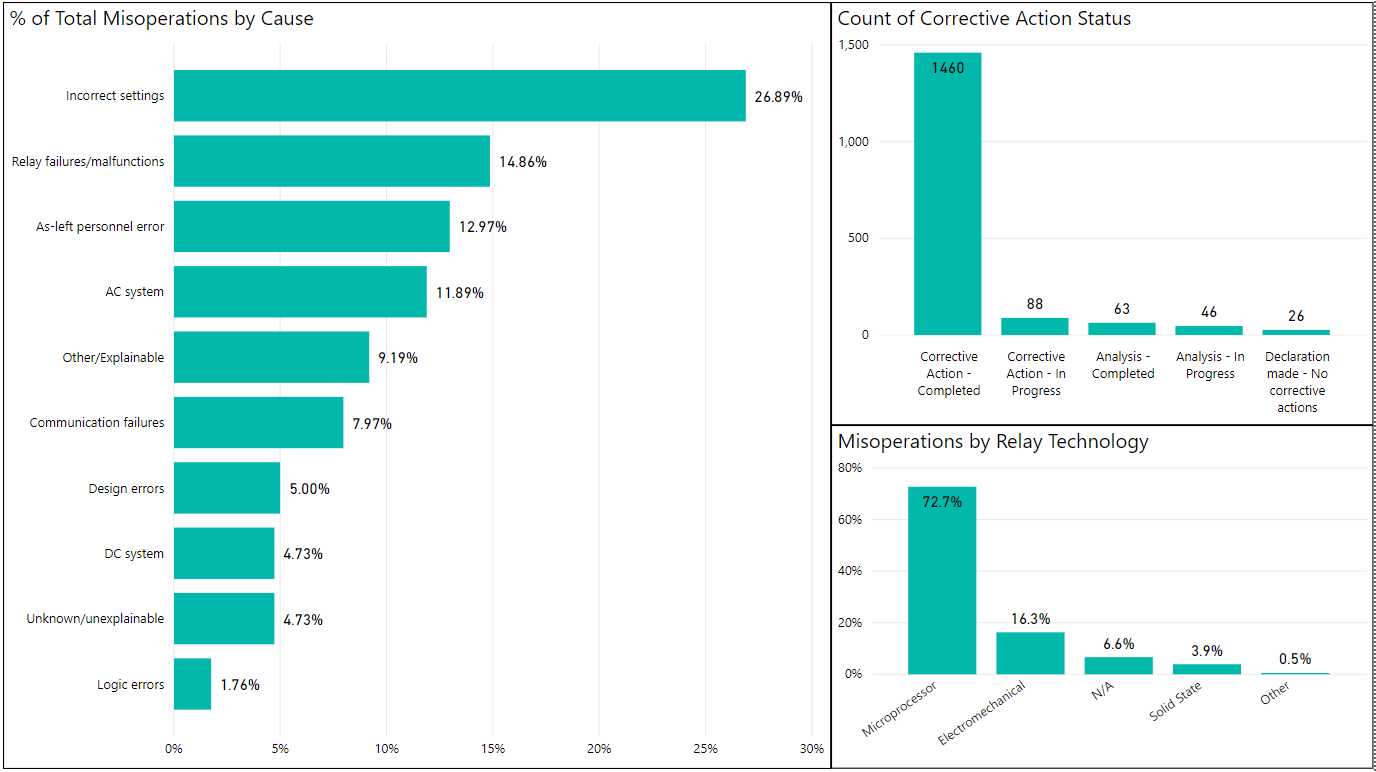 % of Total Misoperations by Cause
Incorrect settings
26.89%
Relay failures/malfunctions
14.86%
As-left personnel error
12.97%
AC system
11.89%
Other/Explainable
9.19%
Communication failures
7.97%
Design errors
5.00%
DC system
4.73%
Unknown/unexplainable
4.73%
Logic errors
1.76%
0%
5%
10%
15%
20%
25%
30%
Count of Corrective Action Status
1,500
1,000
500
0
1460
88
63
46
26
Corrective
Action -
Completed
Corrective
Action - In
Progress
Analysis -
Completed
Analysis - In
Progress
Declaration
made - No
corrective
actions
Misoperations by Relay Technology
80%
60%
40%
20%
0%
72.7%
16.3%
6.6%
3.9%
0.5%
Microprocessor
Electromechanical
N/A
Solid State
Other